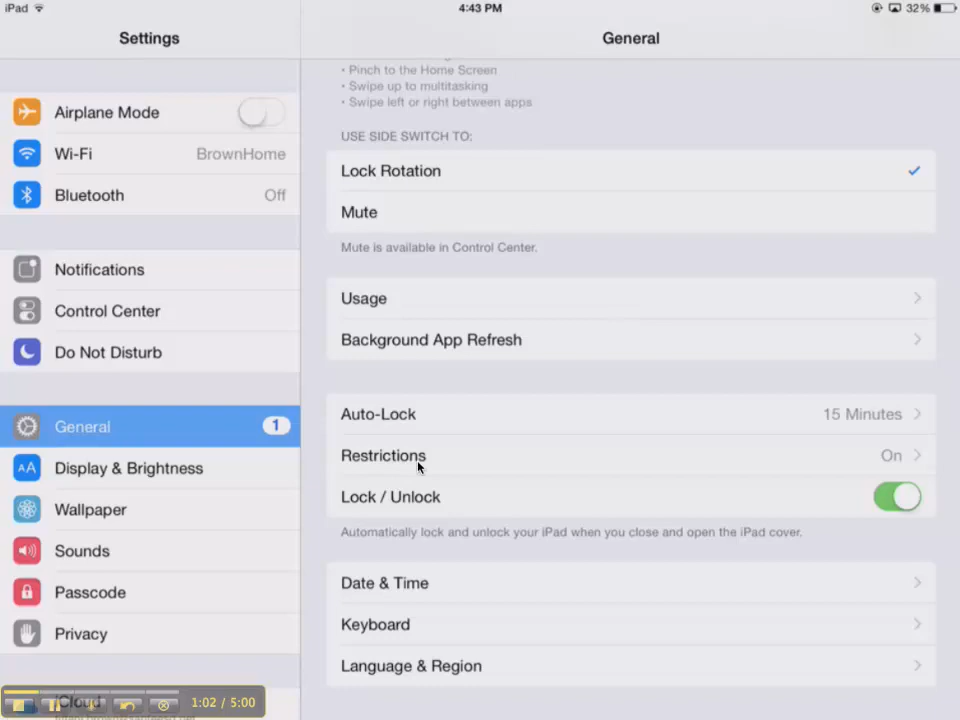 iPad
4:43 PM
32%
Settings
General
Airplane Mode
Wi-Fi
BrownHome
Bluetooth
Off
Notifications
Control Center
Do Not Disturb
General
1
Display & Brightness
AA
Wallpaper
Sounds
Passcode
Privacy
iCloud
1:02 / 5:00
• Pinch to the Home Screen
• Swipe up to multitasking
• Swipe left or right between apps
USE SIDE SWITCH TO:
Lock Rotation
Mute
Mute is available in Control Center.
Usage
Background App Refresh
Auto-Lock
15 Minutes
Restrictions
On
Lock / Unlock
Automatically lock and unlock your iPad when you close and open the iPad cover.
Date & Time
Keyboard
Language & Region